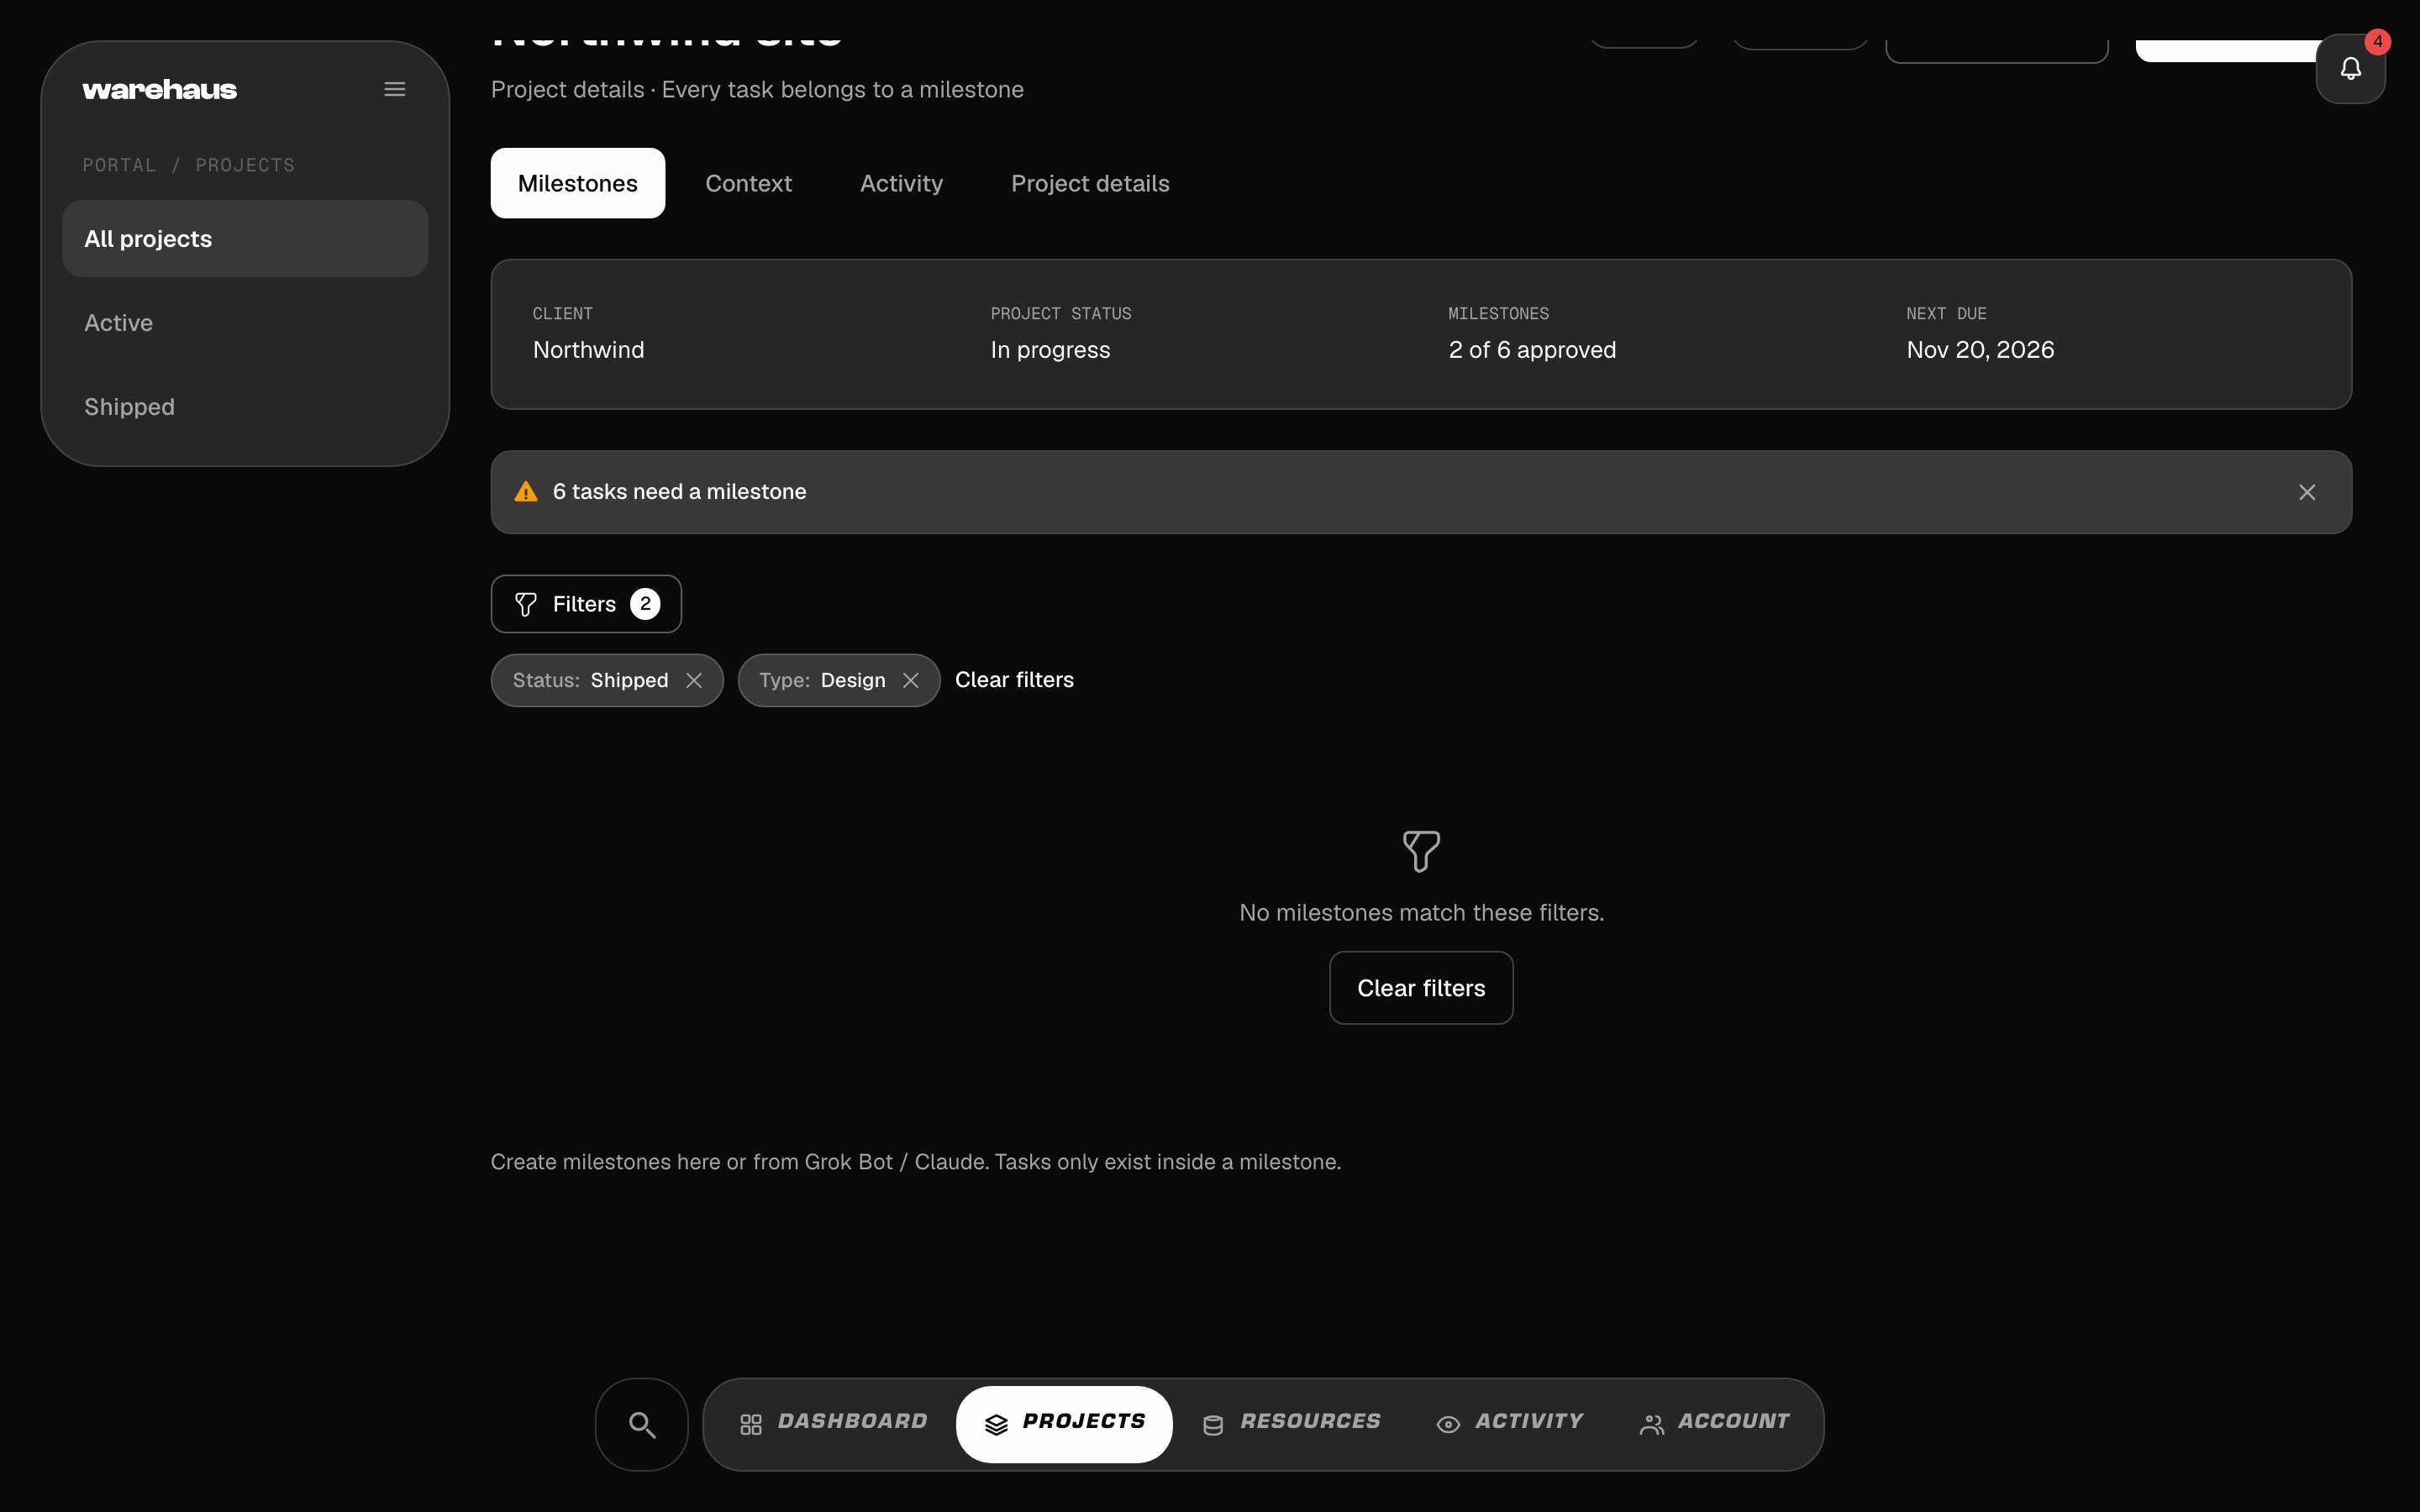 Northwind site
4
warehaus
PORTAL / PROJECTS
All projects
Active
Shipped
Project details · Every task belongs to a milestone
Milestones
Context
Activity
Project details
CLIENT
Northwind
PROJECT STATUS
In progress
MILESTONES
2 of 6 approved
NEXT DUE
Nov 20, 2026
6 tasks need a milestone
Filters 2
Status: Shipped
Type: Design
Clear filters
No milestones match these filters.
Clear filters
Create milestones here or from Grok Bot / Claude. Tasks only exist inside a milestone.
DASHBOARD
PROJECTS
RESOURCES
ACTIVITY
ACCOUNT